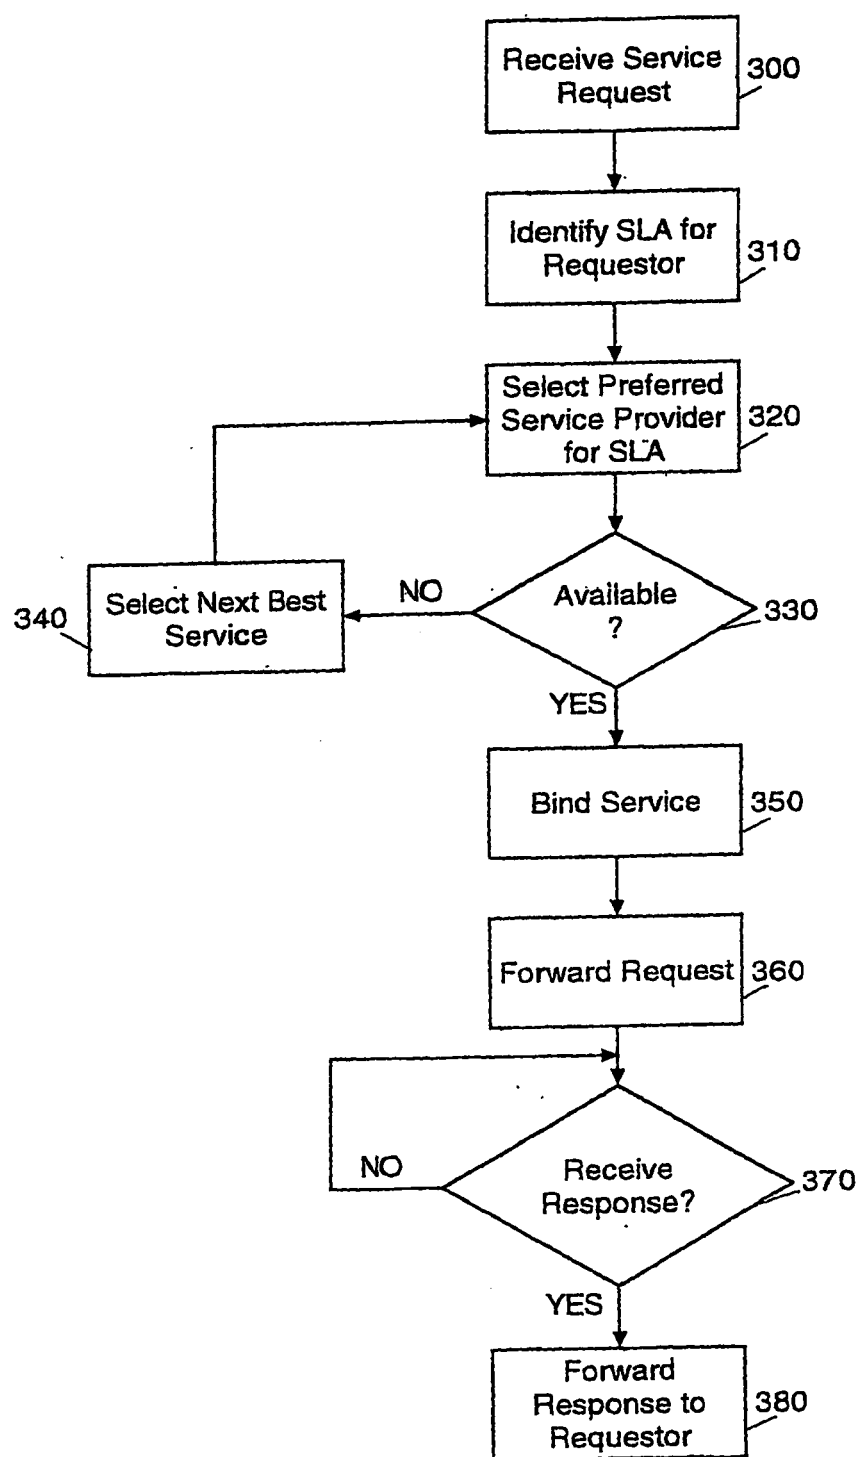 Receive Service
Request
300
Identify SLA for
Requestor
310
Select Preferred
Service Provider
for SLA
320
Available
?
330
NO
Select Next Best
Service
340
YES
Bind Service
350
Forward Request
360
Receive
Response?
370
NO
YES
Forward
Response to
Requestor
380